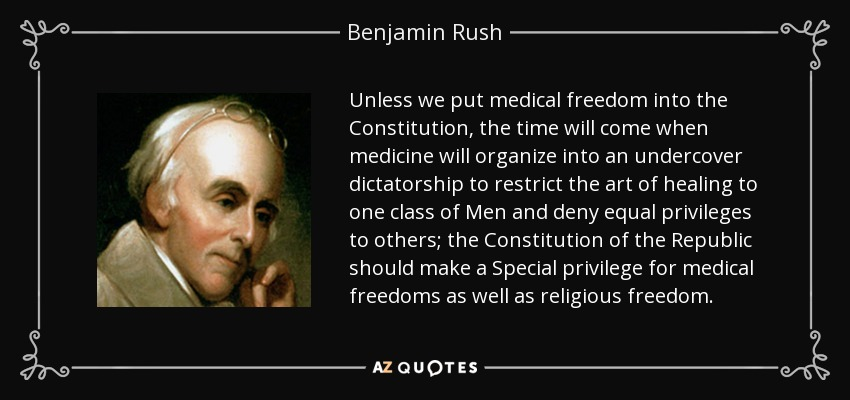 Benjamin Rush
Unless we put medical freedom into the
Constitution, the time will come when
medicine will organize into an undercover
dictatorship to restrict the art of healing to
one class of Men and deny equal privileges
to others; the Constitution of the Republic
should make a Special privilege for medical
freedoms as well as religious freedom.
AZ QUOTES